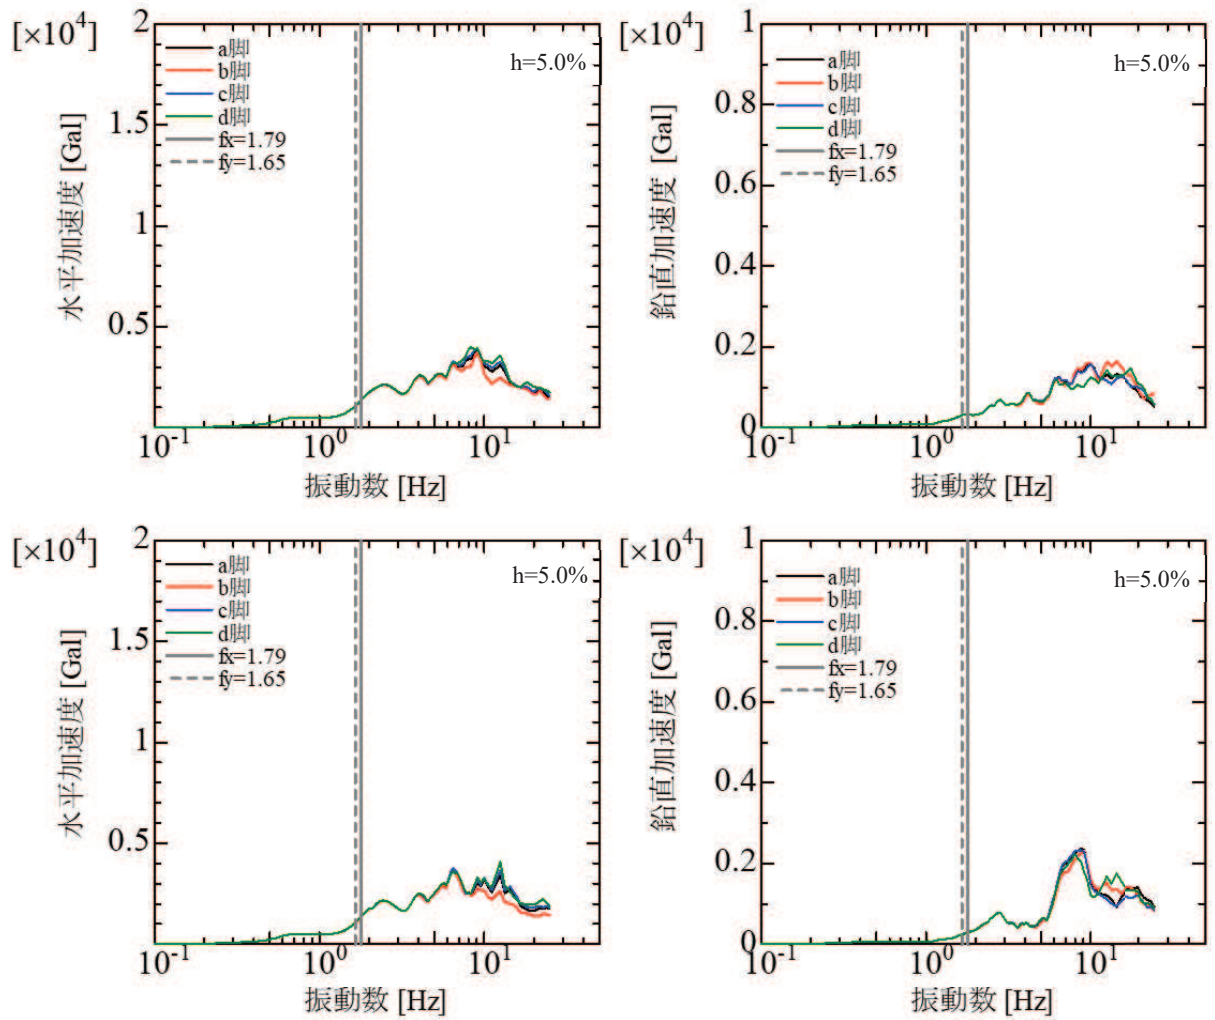 [×10⁴]
2
1.5
1
0.5
水平加速度 [Gal]
a脚
b脚
c脚
d脚
fx=1.79
fy=1.65
h=5.0%
10⁻¹ 10⁰ 10¹
振動数 [Hz]
[×10⁴]
1
0.8
0.6
0.4
0.2
0
鉛直加速度 [Gal]
a脚
b脚
c脚
d脚
fx=1.79
fy=1.65
h=5.0%
10⁻¹ 10⁰ 10¹
振動数 [Hz]
[×10⁴]
2
1.5
1
0.5
水平加速度 [Gal]
a脚
b脚
c脚
d脚
fx=1.79
fy=1.65
h=5.0%
10⁻¹ 10⁰ 10¹
振動数 [Hz]
[×10⁴]
1
0.8
0.6
0.4
0.2
0
鉛直加速度 [Gal]
a脚
b脚
c脚
d脚
fx=1.79
fy=1.65
h=5.0%
10⁻¹ 10⁰ 10¹
振動数 [Hz]